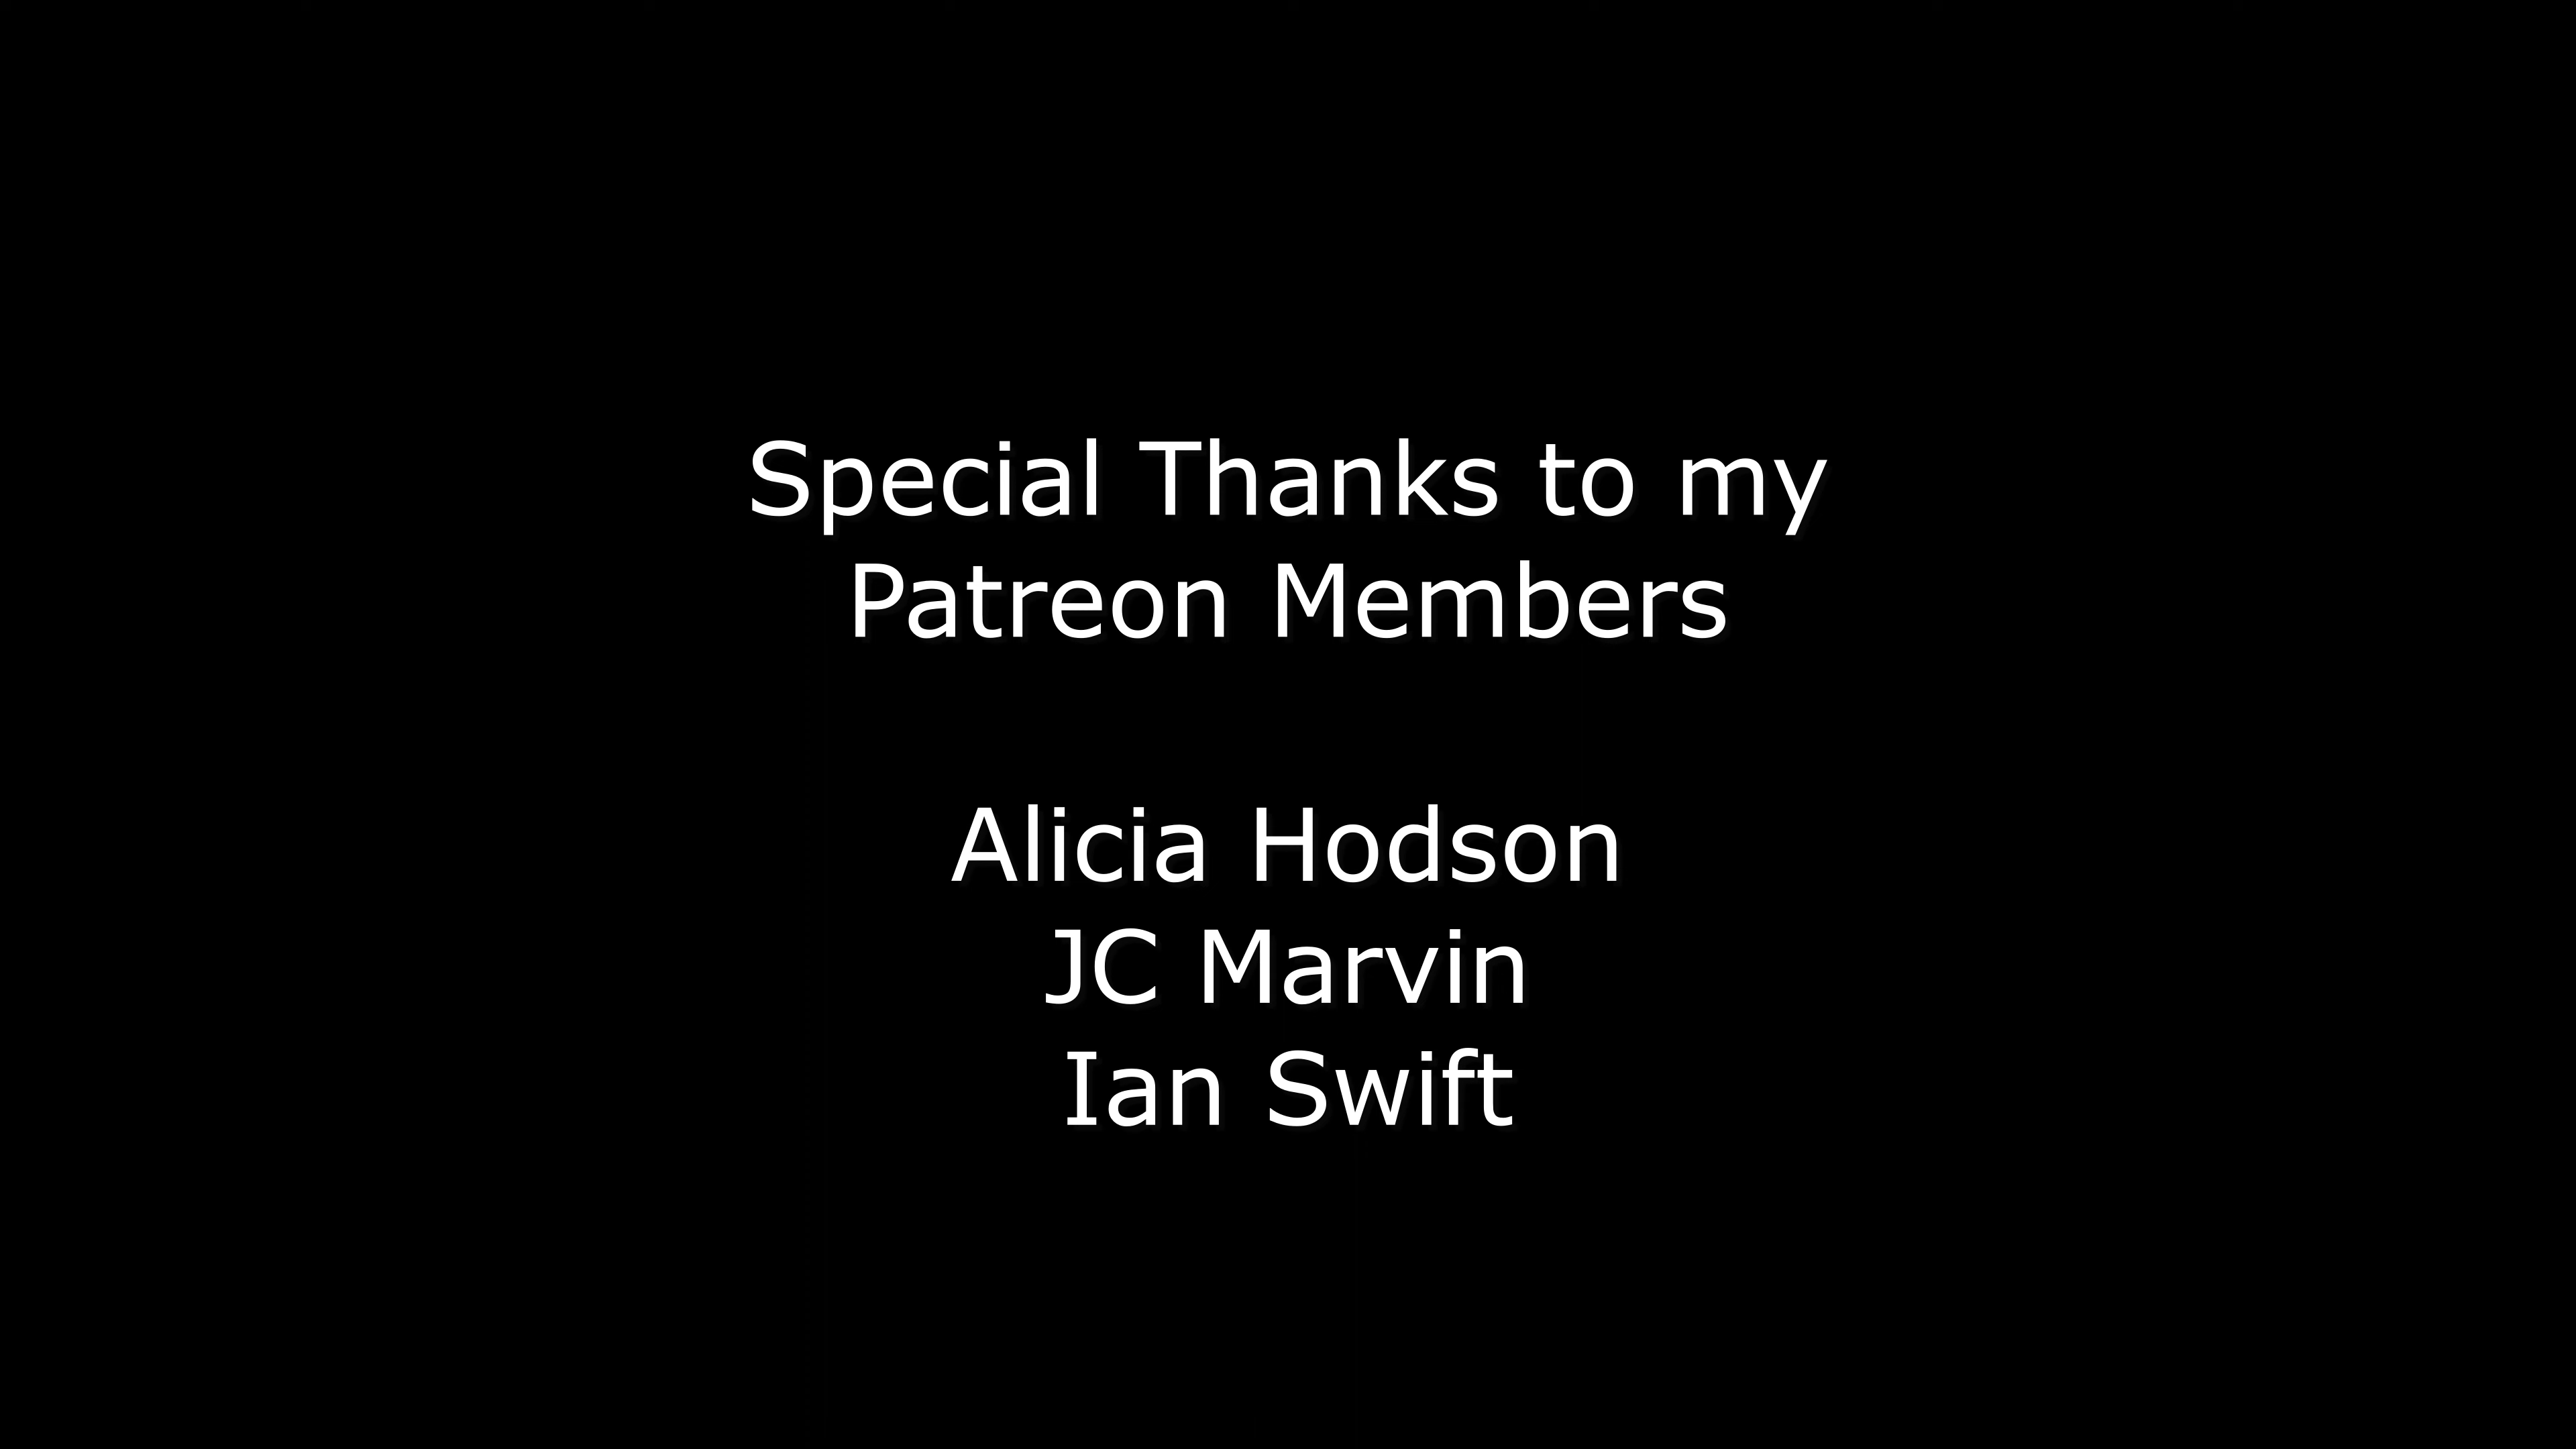 Special Thanks to my
Patreon Members
Alicia Hodson
JC Marvin
Ian Swift